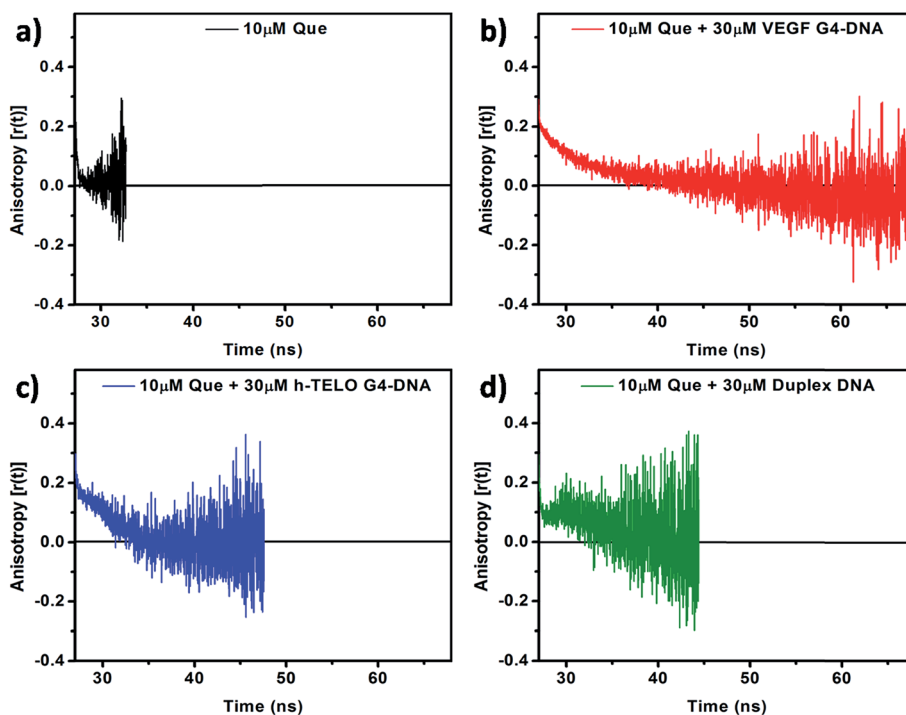 a)
10μM Que
Anisotropy [r(t)]
0.4
0.2
0.0
-0.2
-0.4
30 40 50 60
Time (ns)
b)
10μM Que + 30μM VEGF G4-DNA
Anisotropy [r(t)]
0.4
0.2
0.0
-0.2
-0.4
30 40 50 60
Time (ns)
c)
10μM Que + 30μM h-TELO G4-DNA
Anisotropy [r(t)]
0.4
0.2
0.0
-0.2
-0.4
30 40 50 60
Time (ns)
d)
10μM Que + 30μM Duplex DNA
Anisotropy [r(t)]
0.4
0.2
0.0
-0.2
-0.4
30 40 50 60
Time (ns)